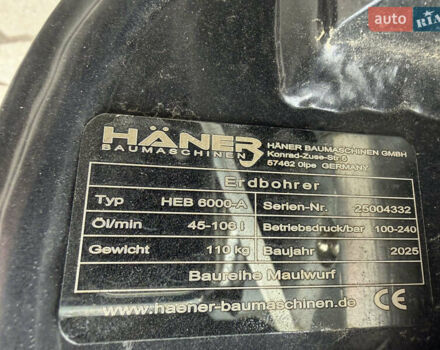 auto RIA
HÄNER
BAUMASCHINEN
HÄNER BAUMASCHINEN GMBH
Konrad-Zuse-Str.6
57462 Olpe GERMANY
Erdbohrer
Typ HEB 6000-A Serien-Nr. 25004332
Öl/min 45-106 l Betriebsdruck/bar 100-240
Gewicht 110 kg Baujahr 2025
Baureihe Maulwurf
www.haener-baumaschinen.de CE